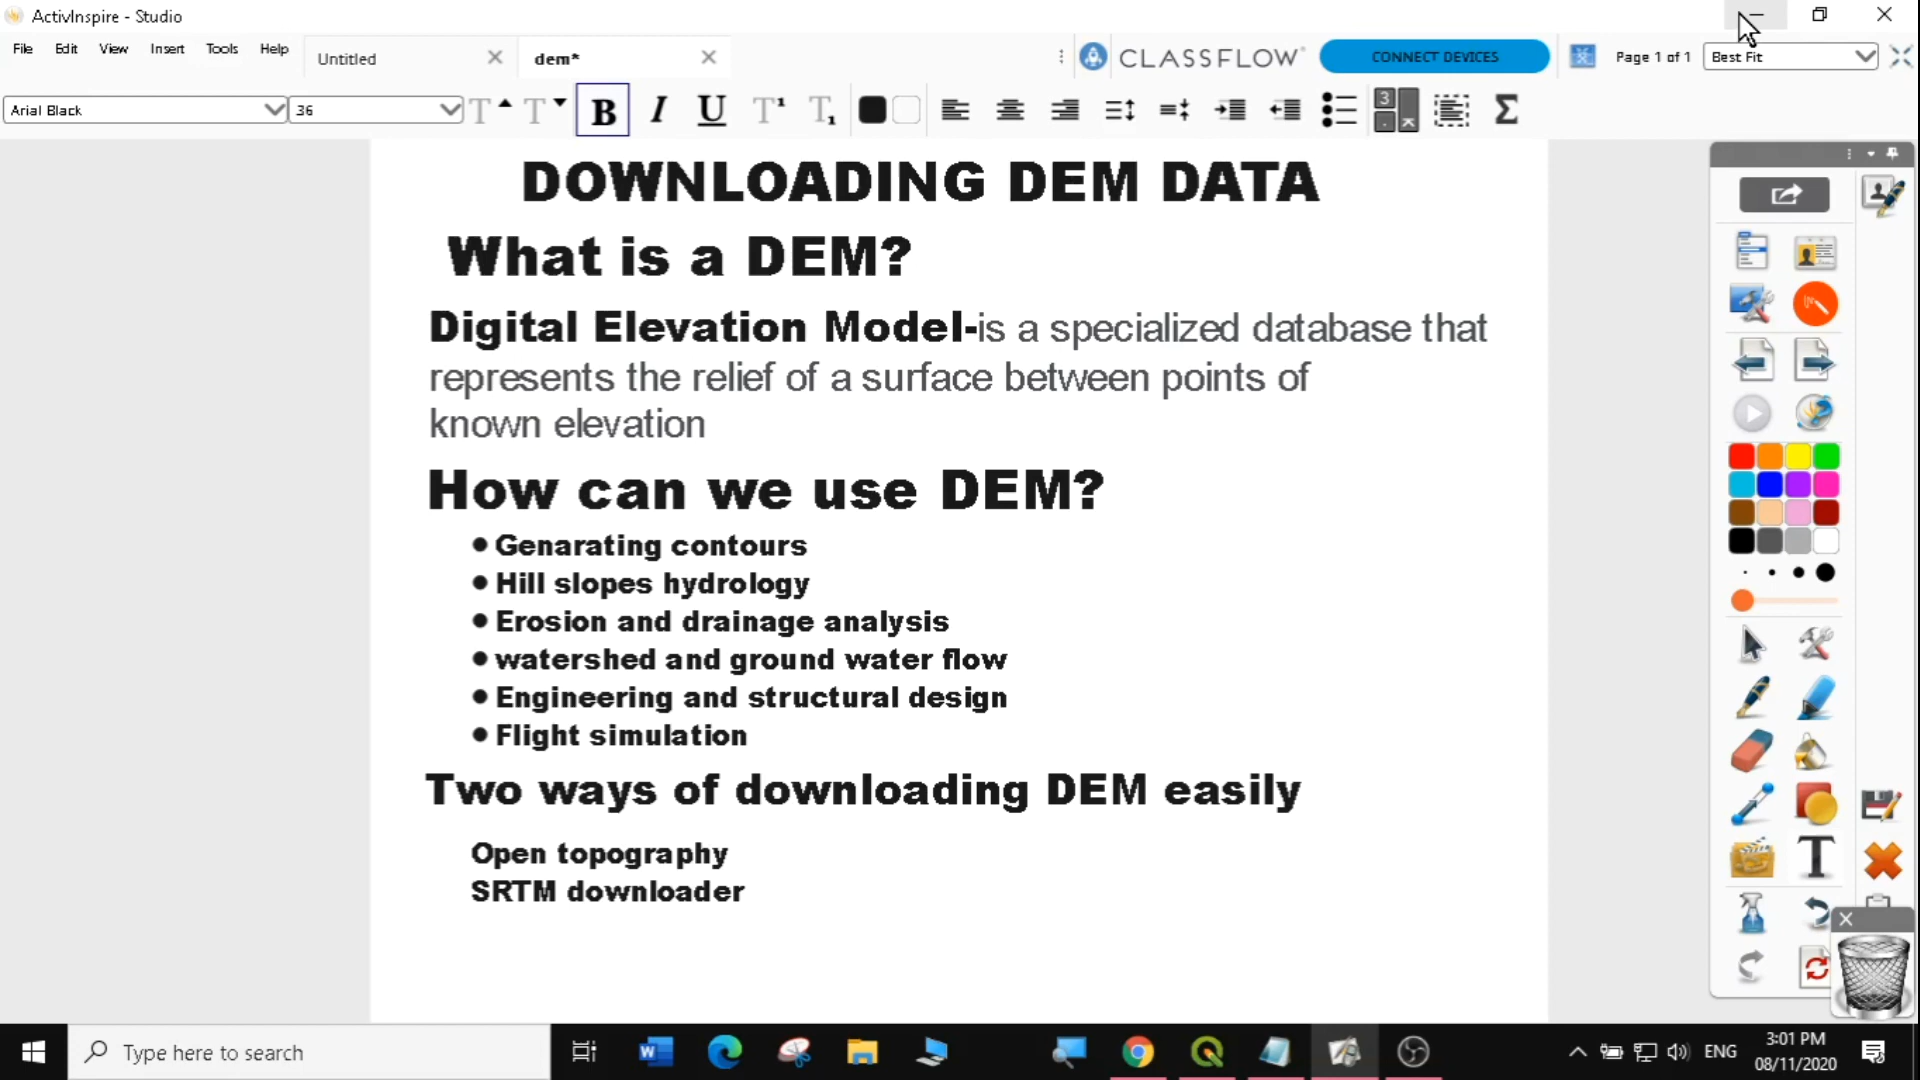 ActivInspire - Studio
File Edit View Insert Tools Help
Untitled
dem*
CLASSFLOW
CONNECT DEVICES
Page 1 of 1
Best Fit
Arial Black
36
DOWNLOADING DEM DATA
What is a DEM?
Digital Elevation Model-is a specialized database that
represents the relief of a surface between points of
known elevation
How can we use DEM?
Genarating contours
Hill slopes hydrology
Erosion and drainage analysis
watershed and ground water flow
Engineering and structural design
Flight simulation
Two ways of downloading DEM easily
Open topography
SRTM downloader
Type here to search
ENG
3:01 PM
08/11/2020